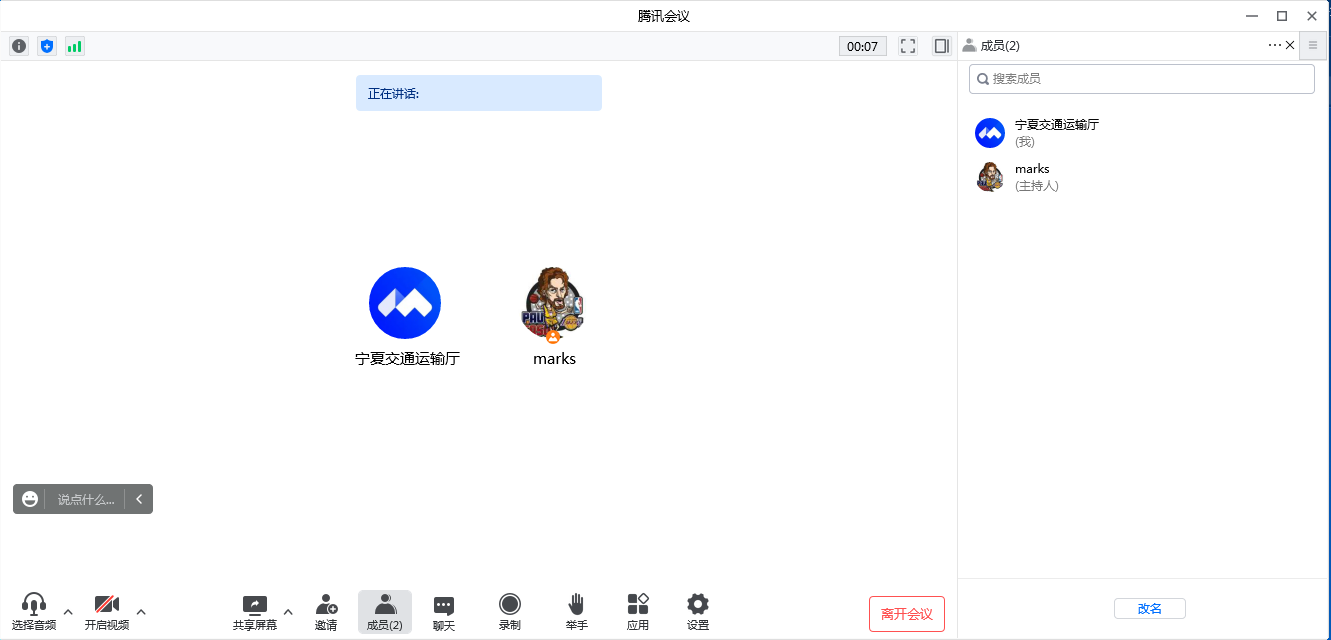 腾讯会议
00:07
成员(2)
搜索成员
正在讲话:
宁夏交通运输厅
(我)
marks
(主持人)
PAU
宁夏交通运输厅
marks
说点什么...
选择音频
开启视频
共享屏幕
邀请
成员(2)
聊天
录制
举手
应用
设置
离开会议
改名